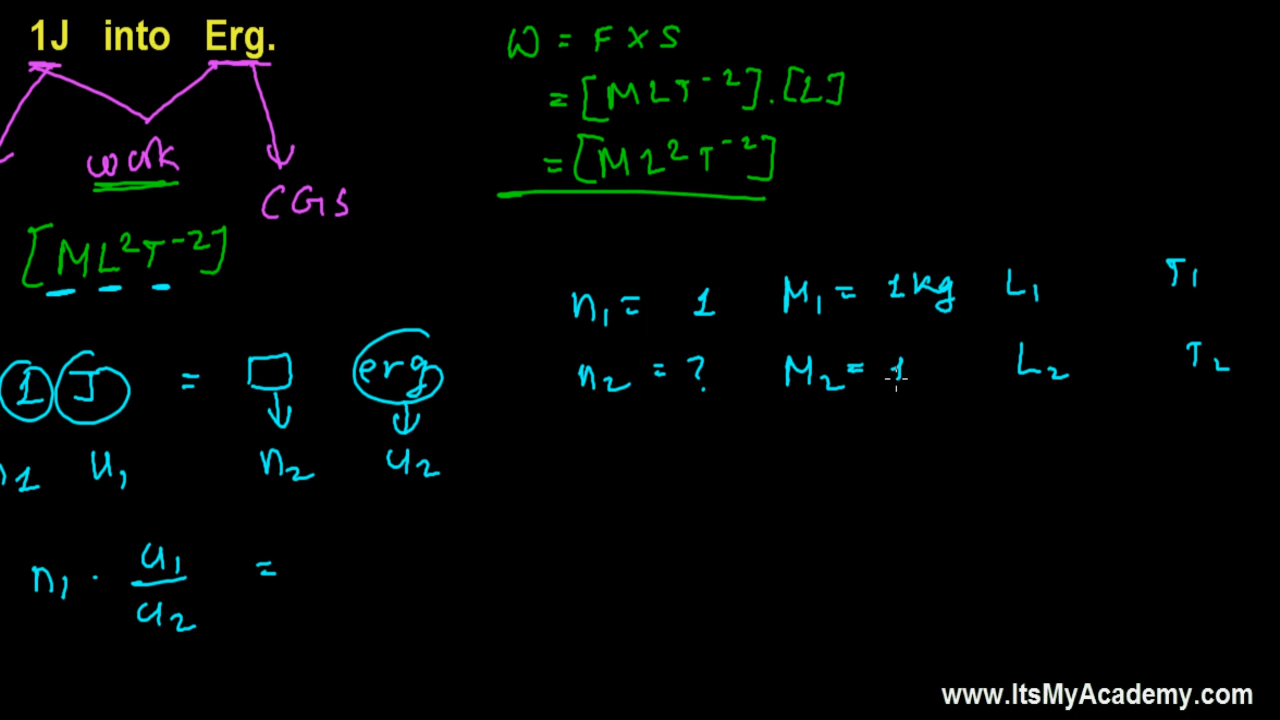 1J into Erg.
W = F × S
= [MLT⁻²].[L]
= [ML²T⁻²]
work
CGS
[ML²T⁻²]
n₁ = 1 M₁ = 1kg L₁ T₁
n₂ = ? M₂ = 1 L₂ T₂
1 J = □ erg
1 u₁ n₂ u₂
n₁ · u₁/u₂ =
www.ItsMyAcademy.com